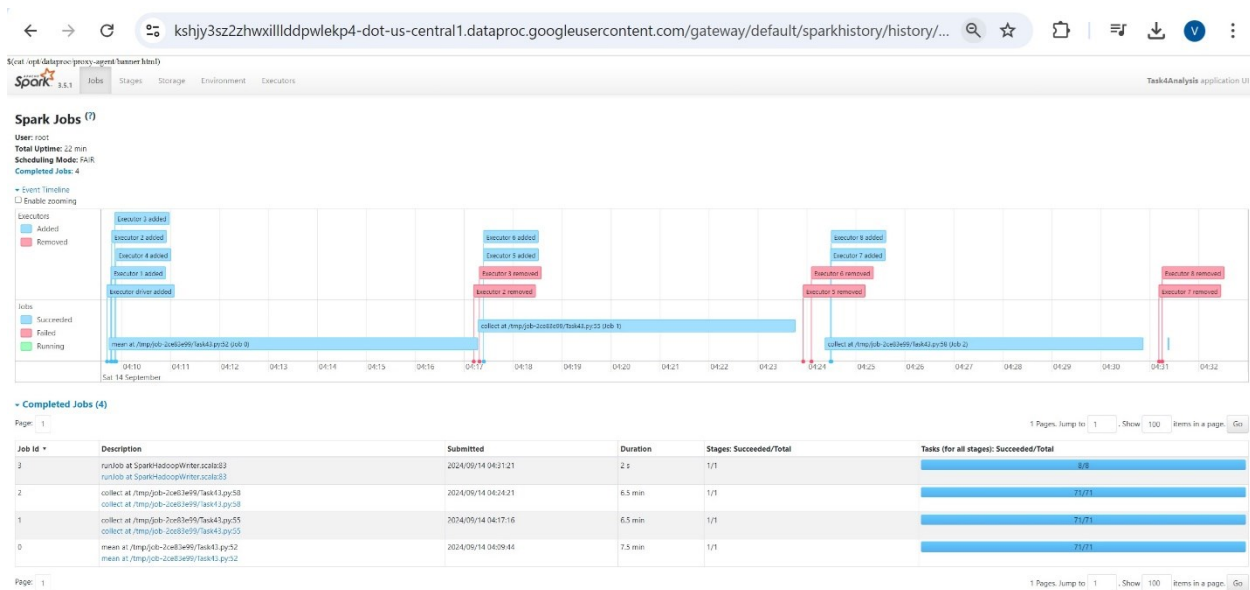 kshjy3sz2zhwxilllddpwlekp4-dot-us-central1.dataproc.googleusercontent.com/gateway/default/sparkhistory/history/...
V
$(cat /opt/dataproc/proxy-agent/banner.html)
APACHE Spark 3.5.1 Jobs Stages Storage Environment Executors Task4Analysis application UI
Spark Jobs (?)
User: root
Total Uptime: 22 min
Scheduling Mode: FAIR
Completed Jobs: 4
Event Timeline
Enable zooming
Executors
Added
Removed
Executor 3 added
Executor 2 added
Executor 4 added
Executor 1 added
Executor driver added
Executor 6 added
Executor 5 added
Executor 3 removed
Executor 2 removed
Executor 8 added
Executor 7 added
Executor 6 removed
Executor 5 removed
Executor 8 removed
Executor 7 removed
Jobs
Succeeded
Failed
Running
collect at /tmp/job-2ce83e99/Task43.py:55 (Job 1)
mean at /tmp/job-2ce83e99/Task43.py:52 (Job 0)
collect at /tmp/job-2ce83e99/Task43.py:58 (Job 2)
04:10 04:11 04:12 04:13 04:14 04:15 04:16 04:17 04:18 04:19 04:20 04:21 04:22 04:23 04:24 04:25 04:26 04:27 04:28 04:29 04:30 04:31 04:32
Sat 14 September
Completed Jobs (4)
Page: 1 1 Pages. Jump to 1 . Show 100 items in a page. Go
Job Id Description Submitted Duration Stages: Succeeded/Total Tasks (for all stages): Succeeded/Total
3 runJob at SparkHadoopWriter.scala:83 2024/09/14 04:31:21 2 s 1/1 8/8
runJob at SparkHadoopWriter.scala:83
2 collect at /tmp/job-2ce83e99/Task43.py:58 2024/09/14 04:24:21 6.5 min 1/1 71/71
collect at /tmp/job-2ce83e99/Task43.py:58
1 collect at /tmp/job-2ce83e99/Task43.py:55 2024/09/14 04:17:16 6.5 min 1/1 71/71
collect at /tmp/job-2ce83e99/Task43.py:55
0 mean at /tmp/job-2ce83e99/Task43.py:52 2024/09/14 04:09:44 7.5 min 1/1 71/71
mean at /tmp/job-2ce83e99/Task43.py:52
Page: 1 1 Pages. Jump to 1 . Show 100 items in a page. Go